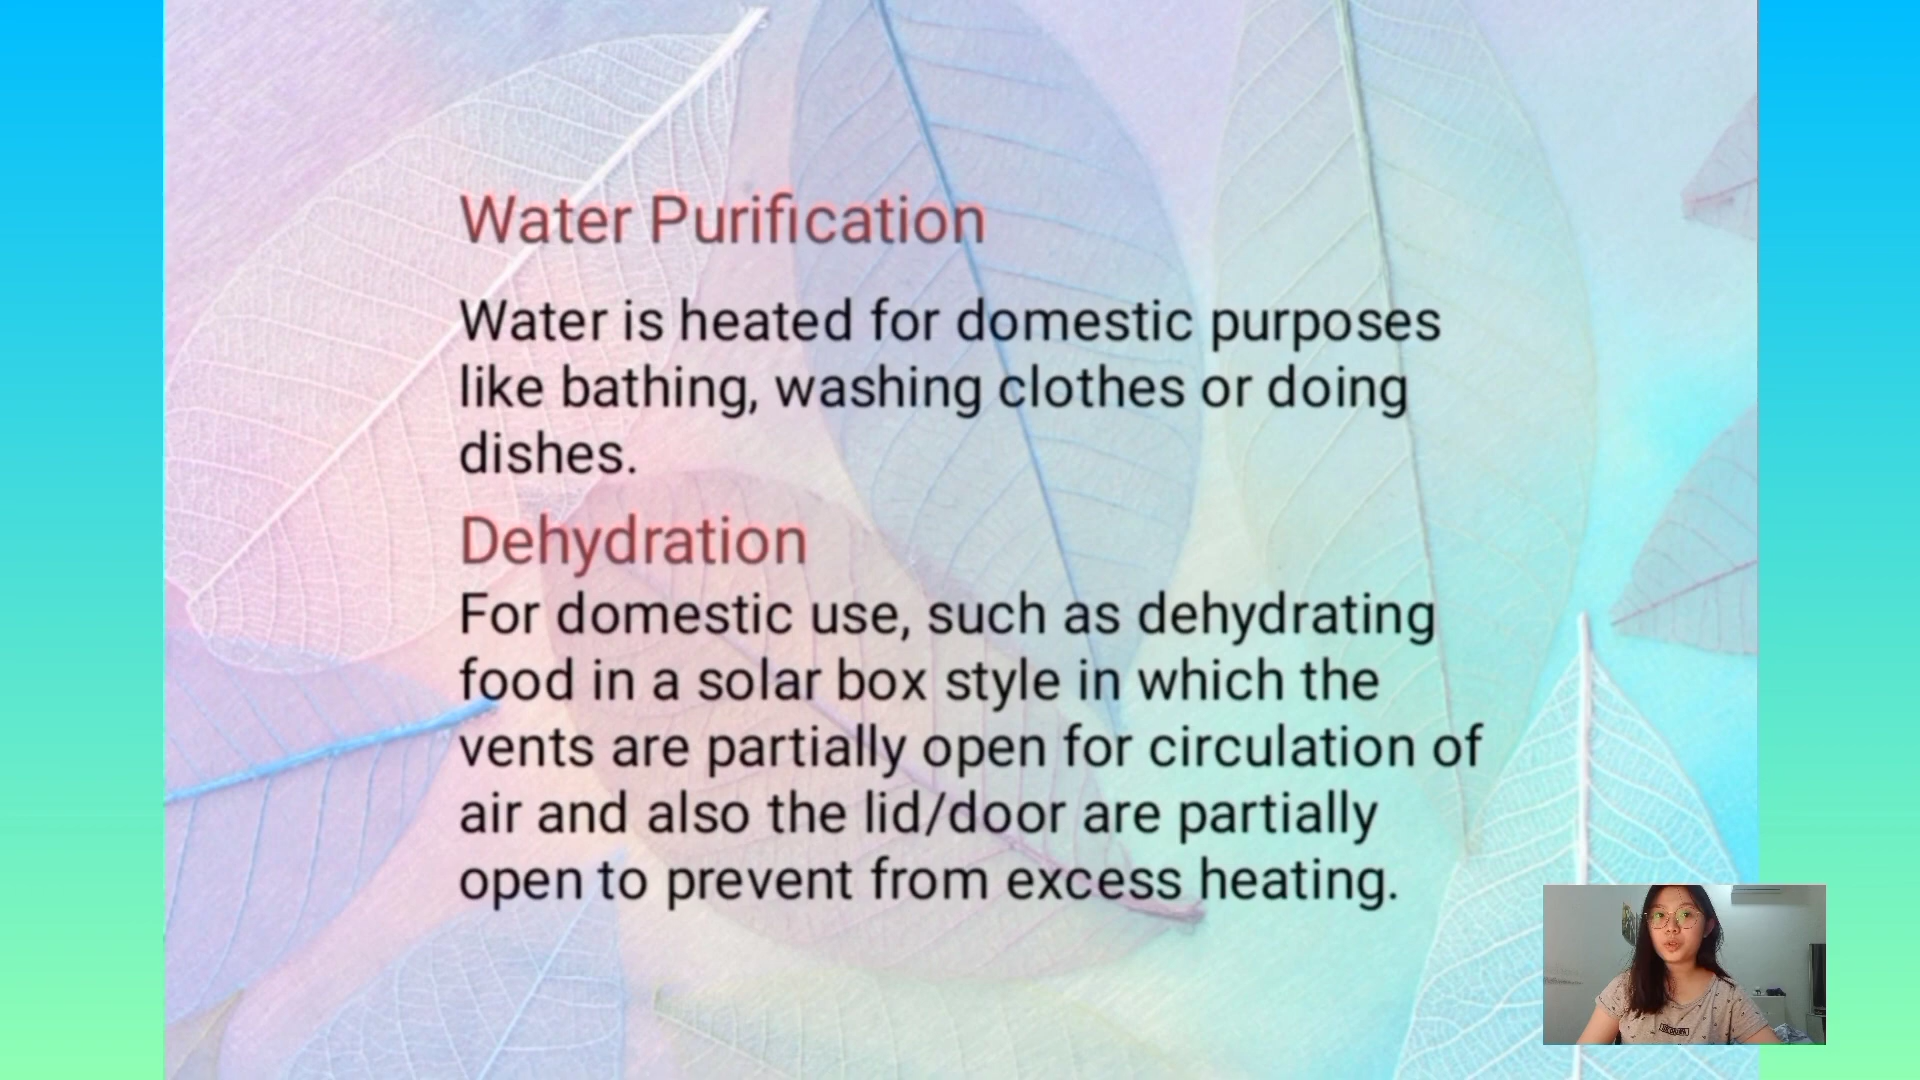 Water Purification
Water is heated for domestic purposes
like bathing, washing clothes or doing
dishes.
Dehydration
For domestic use, such as dehydrating
food in a solar box style in which the
vents are partially open for circulation of
air and also the lid/door are partially
open to prevent from excess heating.